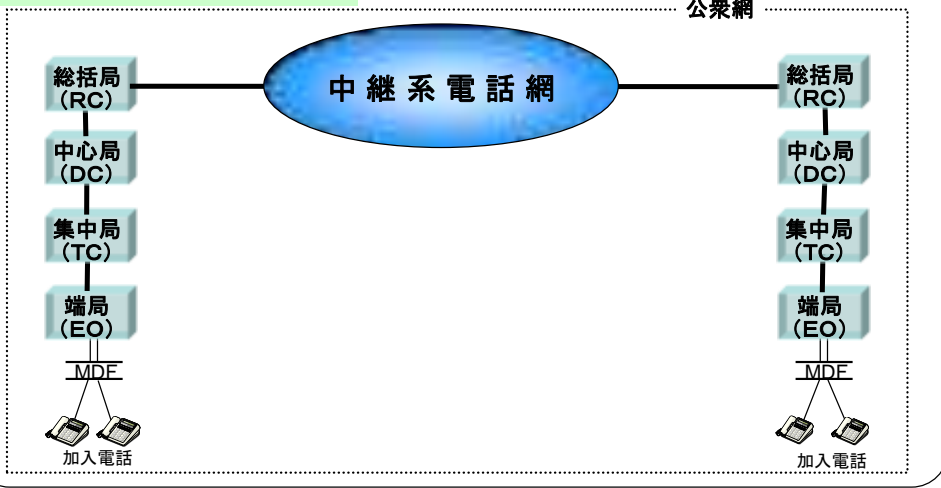 公衆網
中継系電話網
総括局
(RC)
中心局
(DC)
集中局
(TC)
端局
(EO)
MDF
加入電話
総括局
(RC)
中心局
(DC)
集中局
(TC)
端局
(EO)
MDF
加入電話